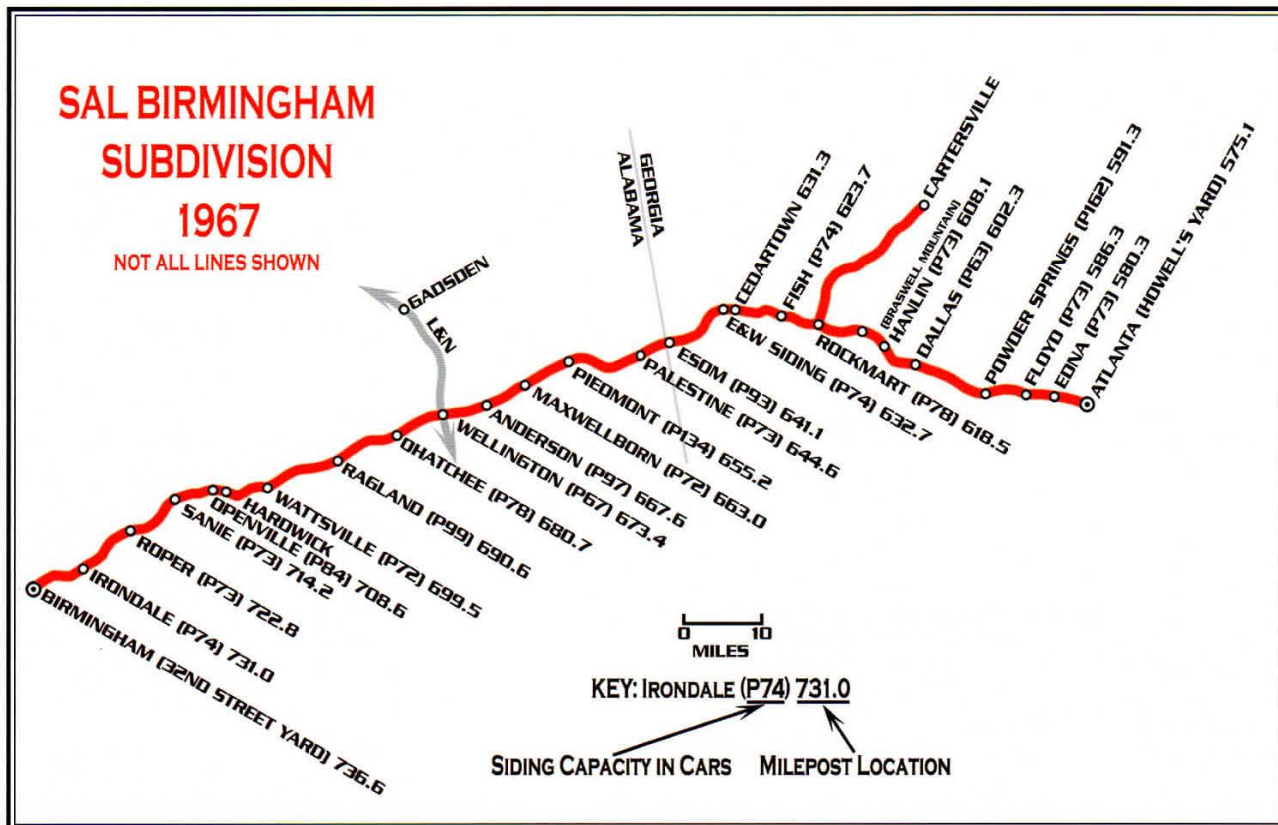 SAL BIRMINGHAM
SUBDIVISION
1967
NOT ALL LINES SHOWN
GADSDEN
L&N
GEORGIA
ALABAMA
CEDARTOWN 631.3
FISH (P74) 623.7
CARTERSVILLE
(BRASWELL MOUNTAIN)
HANLIN (P73) 608.1
DALLAS (P63) 602.3
POWDER SPRINGS (P162) 591.3
FLOYD (P73) 586.3
EDNA (P73) 580.3
ATLANTA (HOWELL'S YARD) 575.1
ROCKMART (P78) 618.5
E&W SIDING (P74) 632.7
ESOM (P93) 641.1
PALESTINE (P73) 644.6
PIEDMONT (P134) 655.2
MAXWELLBORN (P72) 663.0
ANDERSON (P97) 667.6
WELLINGTON (P67) 673.4
OHATCHEE (P78) 680.7
RAGLAND (P99) 690.6
WATTSVILLE (P72) 699.5
HARDWICK
OPENVILLE (P84) 708.6
SANIE (P73) 714.2
ROPER (P73) 722.8
IRONDALE (P74) 731.0
BIRMINGHAM (32ND STREET YARD) 736.6
0 10
MILES
KEY: IRONDALE (P74) 731.0
SIDING CAPACITY IN CARS MILEPOST LOCATION